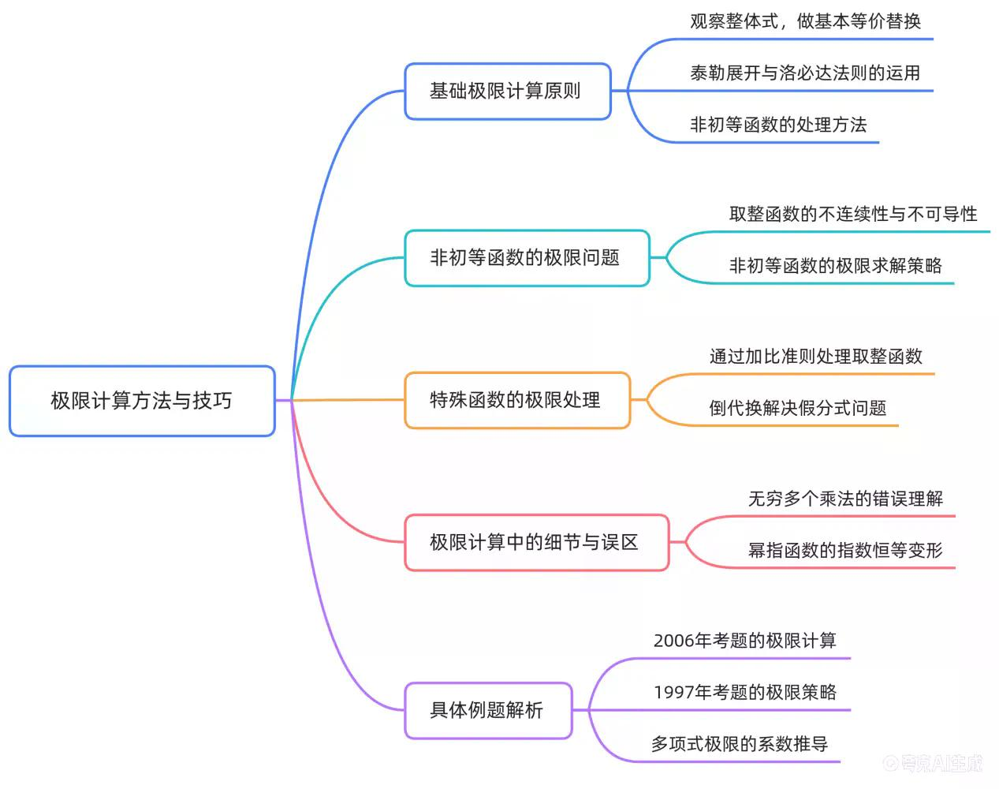 极限计算方法与技巧
基础极限计算原则
观察整体式，做基本等价替换
泰勒展开与洛必达法则的运用
非初等函数的处理方法
非初等函数的极限问题
取整函数的不连续性与不可导性
非初等函数的极限求解策略
特殊函数的极限处理
通过加比准则处理取整函数
倒代换解决假分式问题
极限计算中的细节与误区
无穷多个乘法的错误理解
幂指函数的指数恒等变形
具体例题解析
2006年考题的极限计算
1997年考题的极限策略
多项式极限的系数推导
夸克AI生成